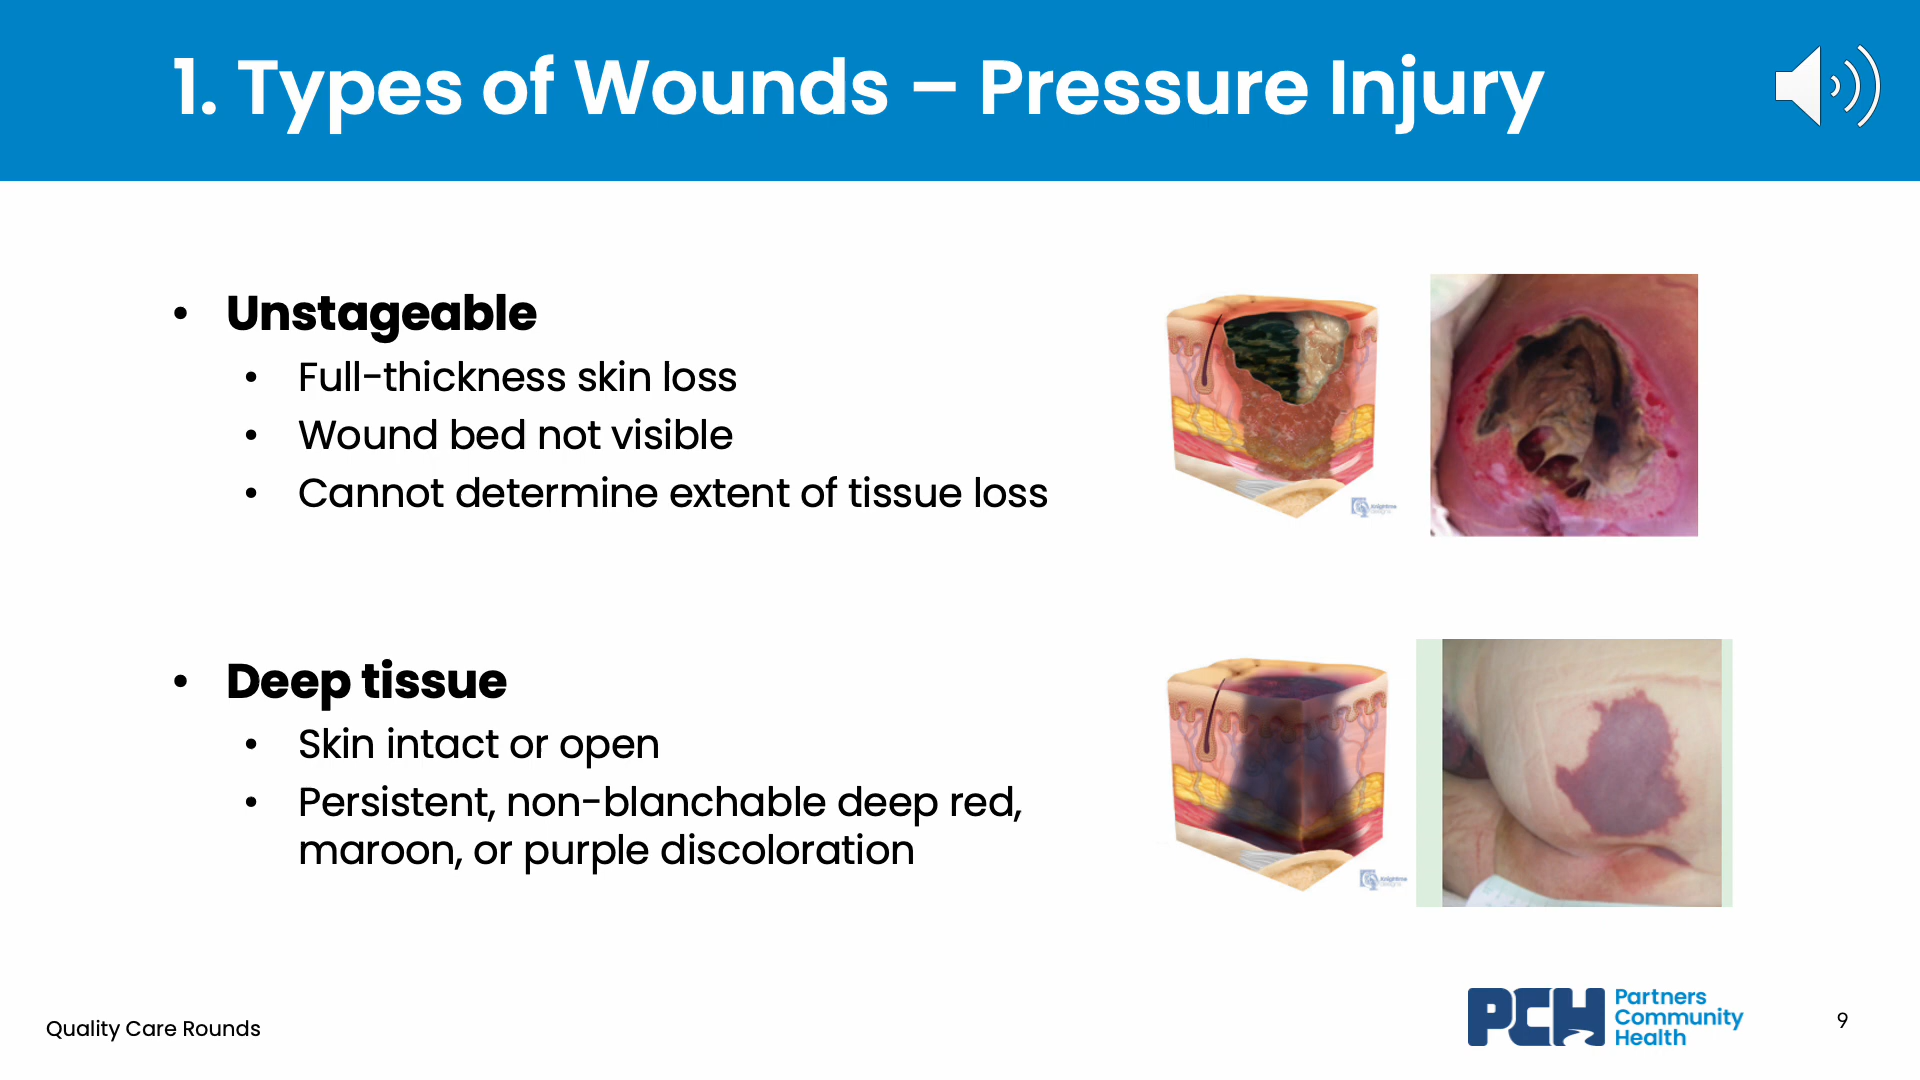 1. Types of Wounds – Pressure Injury
• Unstageable
• Full-thickness skin loss
• Wound bed not visible
• Cannot determine extent of tissue loss
• Deep tissue
• Skin intact or open
• Persistent, non-blanchable deep red,
maroon, or purple discoloration
Quality Care Rounds
PCH
Partners
Community
Health
9